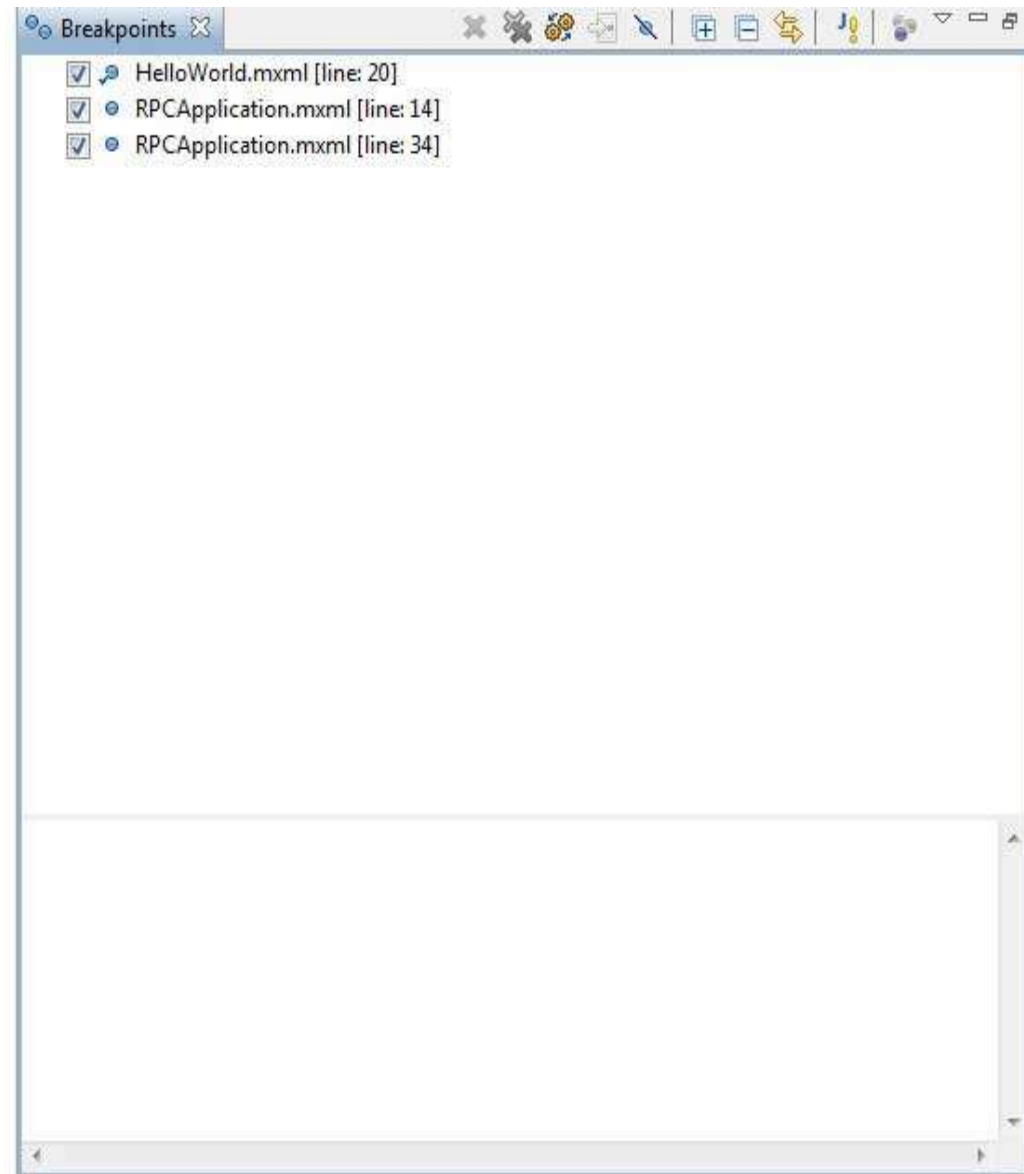 Breakpoints
HelloWorld.mxml [line: 20]
RPCApplication.mxml [line: 14]
RPCApplication.mxml [line: 34]